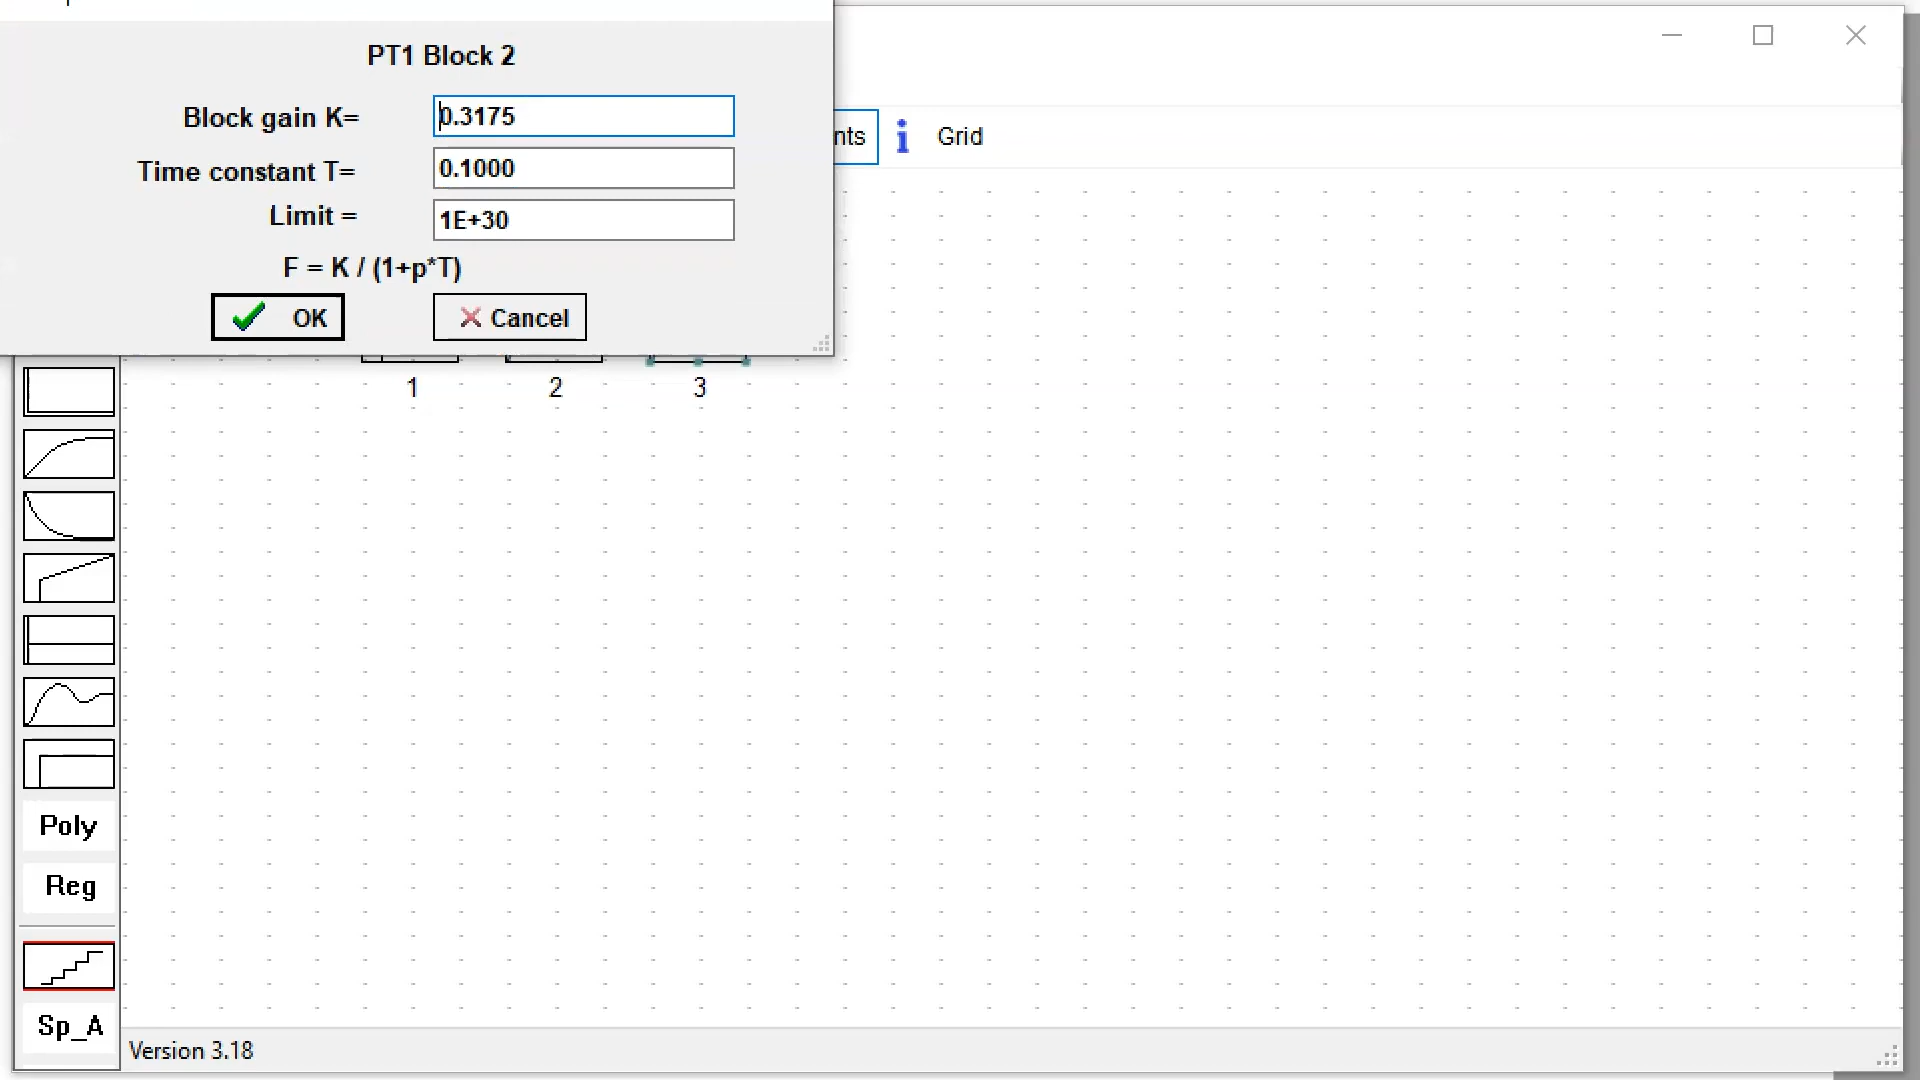 PT1 Block 2
Block gain K=
0.3175
Time constant T=
0.1000
Limit =
1E+30
F = K / (1+p*T)
OK
Cancel
nts
Grid
1
2
3
Poly
Reg
Sp_A
Version 3.18